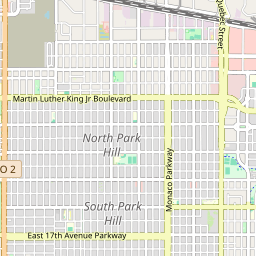 Quebec Street
Martin Luther King Jr Boulevard
North Park
Hill
O 2
Monaco Parkway
South Park
Hill
East 17th Avenue Parkway